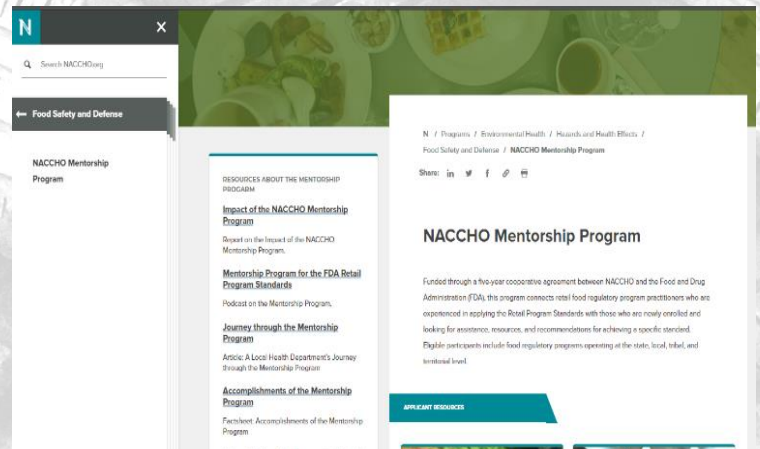 N
×
Search NACCHO.org
← Food Safety and Defense
NACCHO Mentorship
Program
RESOURCES ABOUT THE MENTORSHIP
PROGARM
Impact of the NACCHO Mentorship
Program
Report on the Impact of the NACCHO
Mentorship Program.
Mentorship Program for the FDA Retail
Program Standards
Podcast on the Mentorship Program.
Journey through the Mentorship
Program
Article: A Local Health Department's Journey
through the Mentorship Program
Accomplishments of the Mentorship
Program
Factsheet: Accomplishments of the Mentorship
Program
N / Programs / Environmental Health / Hazards and Health Effects /
Food Safety and Defense / NACCHO Mentorship Program
Share: in f
NACCHO Mentorship Program
Funded through a five-year cooperative agreement between NACCHO and the Food and Drug
Administration (FDA), this program connects retail food regulatory program practitioners who are
experienced in applying the Retail Program Standards with those who are newly enrolled and
looking for assistance, resources, and recommendations for achieving a specific standard.
Eligible participants include food regulatory programs operating at the state, local, tribal, and
territorial level.
APPLICANT RESOURCES